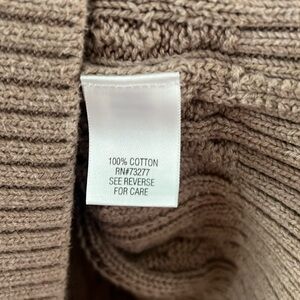 100% COTTON
RN#73277
SEE REVERSE
FOR CARE